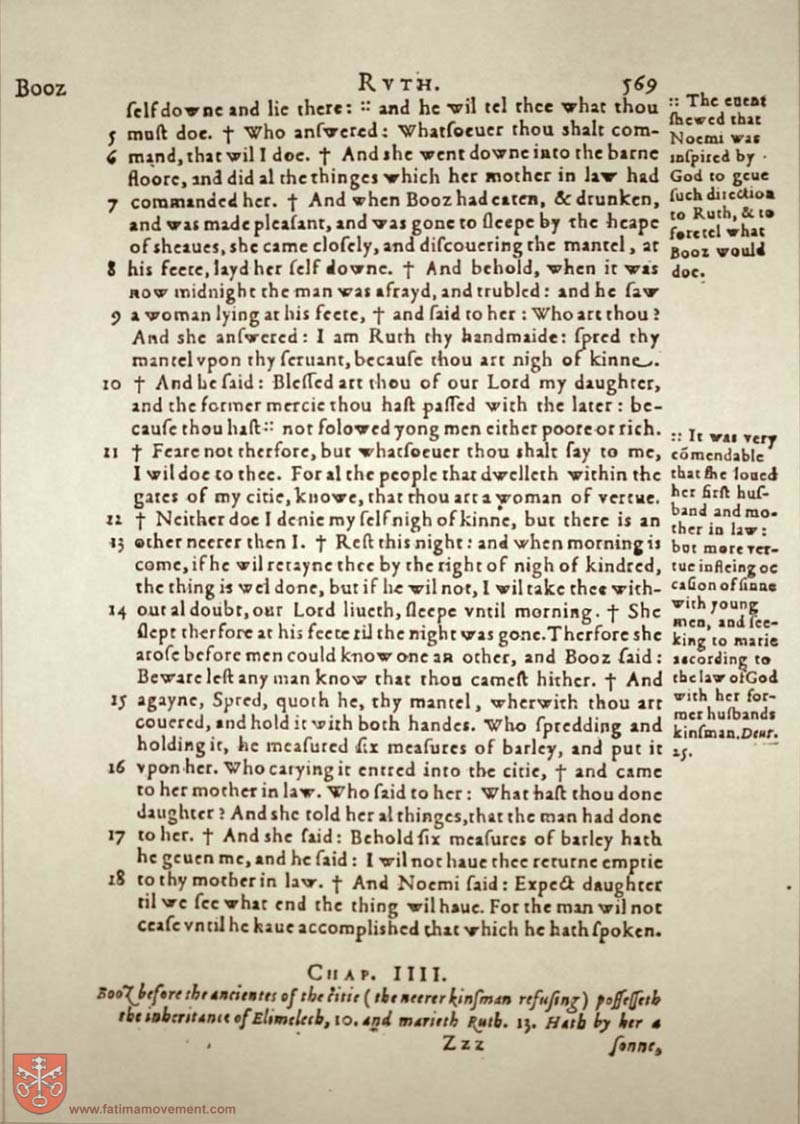 Booz
RVTH.
569
ſelf downe and lie there: :: and he wil tel thee what thou
5 muſt doe. † Who anſwered: Whatſoeuer thou shalt com-
6 mand, that wil I doe. † And she went downe into the barne
floore, and did al the thinges which her mother in law had
7 commanded her. † And when Booz had eaten, & drunken,
and was made pleaſant, and was gone to ſleepe by the heape
of sheaues, she came cloſely, and diſcouering the mantel, at
8 his feete, layd her ſelf downe. † And behold, when it was
now midnight the man was afrayd, and trubled: and he ſaw
9 a woman lying at his feete, † and ſaid to her: Who art thou?
And she anſwered: I am Ruth thy handmaide: ſpred thy
mantel vpon thy ſeruant, becauſe thou art nigh of kinne.
10 † And he ſaid: Bleſſed art thou of our Lord my daughter,
and the former mercie thou haſt paſſed with the later: be-
cauſe thou haſt :: not folowed yong men either poore or rich.
11 † Feare not therfore, but whatſoeuer thou shalt ſay to me,
I wil doe to thee. For al the people that dwelleth within the
gates of my citie, knowe, that thou art a woman of vertue.
12 † Neither doe I denie my ſelf nigh of kinne, but there is an
13 other neerer then I. † Reſt this night: and when morning is
come, if he wil retayne thee by the right of nigh of kindred,
the thing is wel done, but if he wil not, I wil take thee with-
14 out al doubt, our Lord liueth, ſleepe vntil morning. † She
ſlept therfore at his feete til the night was gone. Therfore she
aroſe before men could know one an other, and Booz ſaid:
Beware leſt any man know that thou cameſt hither. † And
15 agayne, Spred, quoth he, thy mantel, wherwith thou art
couered, and hold it with both handes. Who ſpredding and
holding it, he meaſured ſix meaſures of barley, and put it
16 vpon her. Who carying it entred into the citie, † and came
to her mother in law. Who ſaid to her: What haſt thou done
daughter? And she told her al thinges, that the man had done
17 to her. † And she ſaid: Behold ſix meaſures of barley hath
he geuen me, and he ſaid: I wil not haue thee returne emptie
18 to thy mother in law. † And Noemi ſaid: Expect daughter
til we ſee what end the thing wil haue. For the man wil not
ceaſe vntil he haue accomplished that which he hath ſpoken.
:: The euent
ſhewed that
Noemi was
inſpired by
God to geue
ſuch direction
to Ruth, & to
foretel what
Booz would
doe.
:: It was very
cõmendable
that ſhe loued
her firſt huſ-
band and mo-
ther in law:
but more ver-
tue in fleing oc
caſion of ſinne
with young
men, and ſee-
king to marie
according to
the law of God
with her for-
mer husbands
kinſman. Deut.
25.
CHAP. IIII.
Booz before the ancientes of the citie (the neerer kinſman refuſing) poſſeſſeth
the inheritance of Elimelech, 10. and marieth Ruth. 13. Hath by her a
Zzz
ſonne,
www.fatimamovement.com